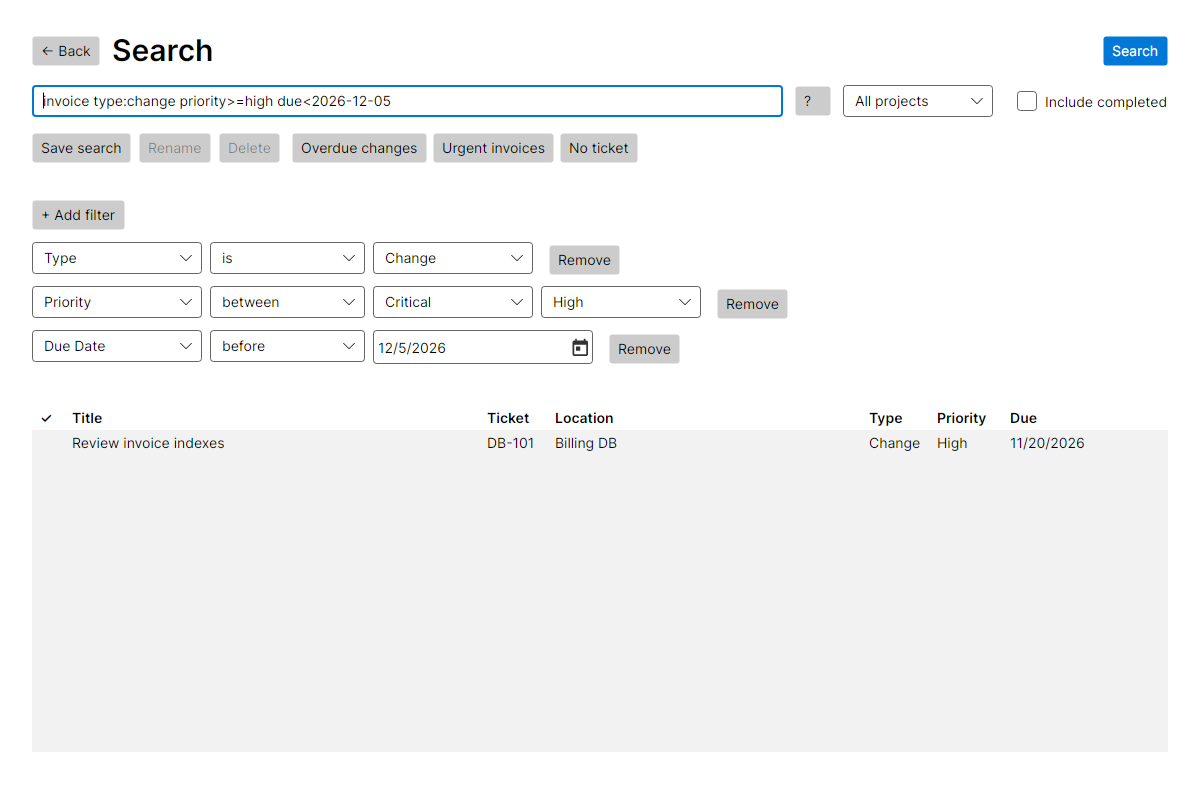 ← Back Search Search
invoice type:change priority>=high due<2026-12-05 ? All projects Include completed
Save search Rename Delete Overdue changes Urgent invoices No ticket
+ Add filter
Type is Change Remove
Priority between Critical High Remove
Due Date before 12/5/2026 Remove
✓ Title Ticket Location Type Priority Due
Review invoice indexes DB-101 Billing DB Change High 11/20/2026